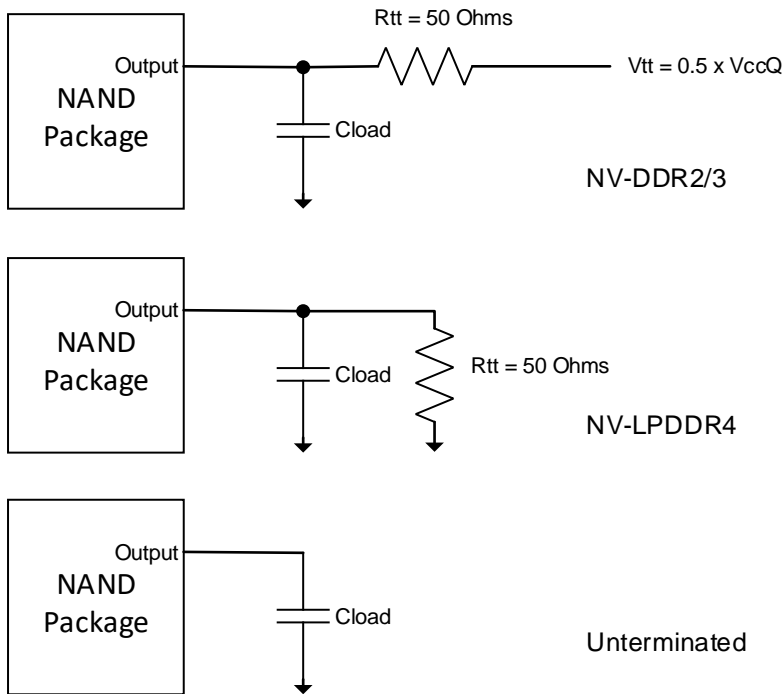 Rtt = 50 Ohms
Output
Vtt = 0.5 x VccQ
NAND
Package
Cload
NV-DDR2/3
Output
NAND
Package
Cload
Rtt = 50 Ohms
NV-LPDDR4
Output
NAND
Package
Cload
Unterminated